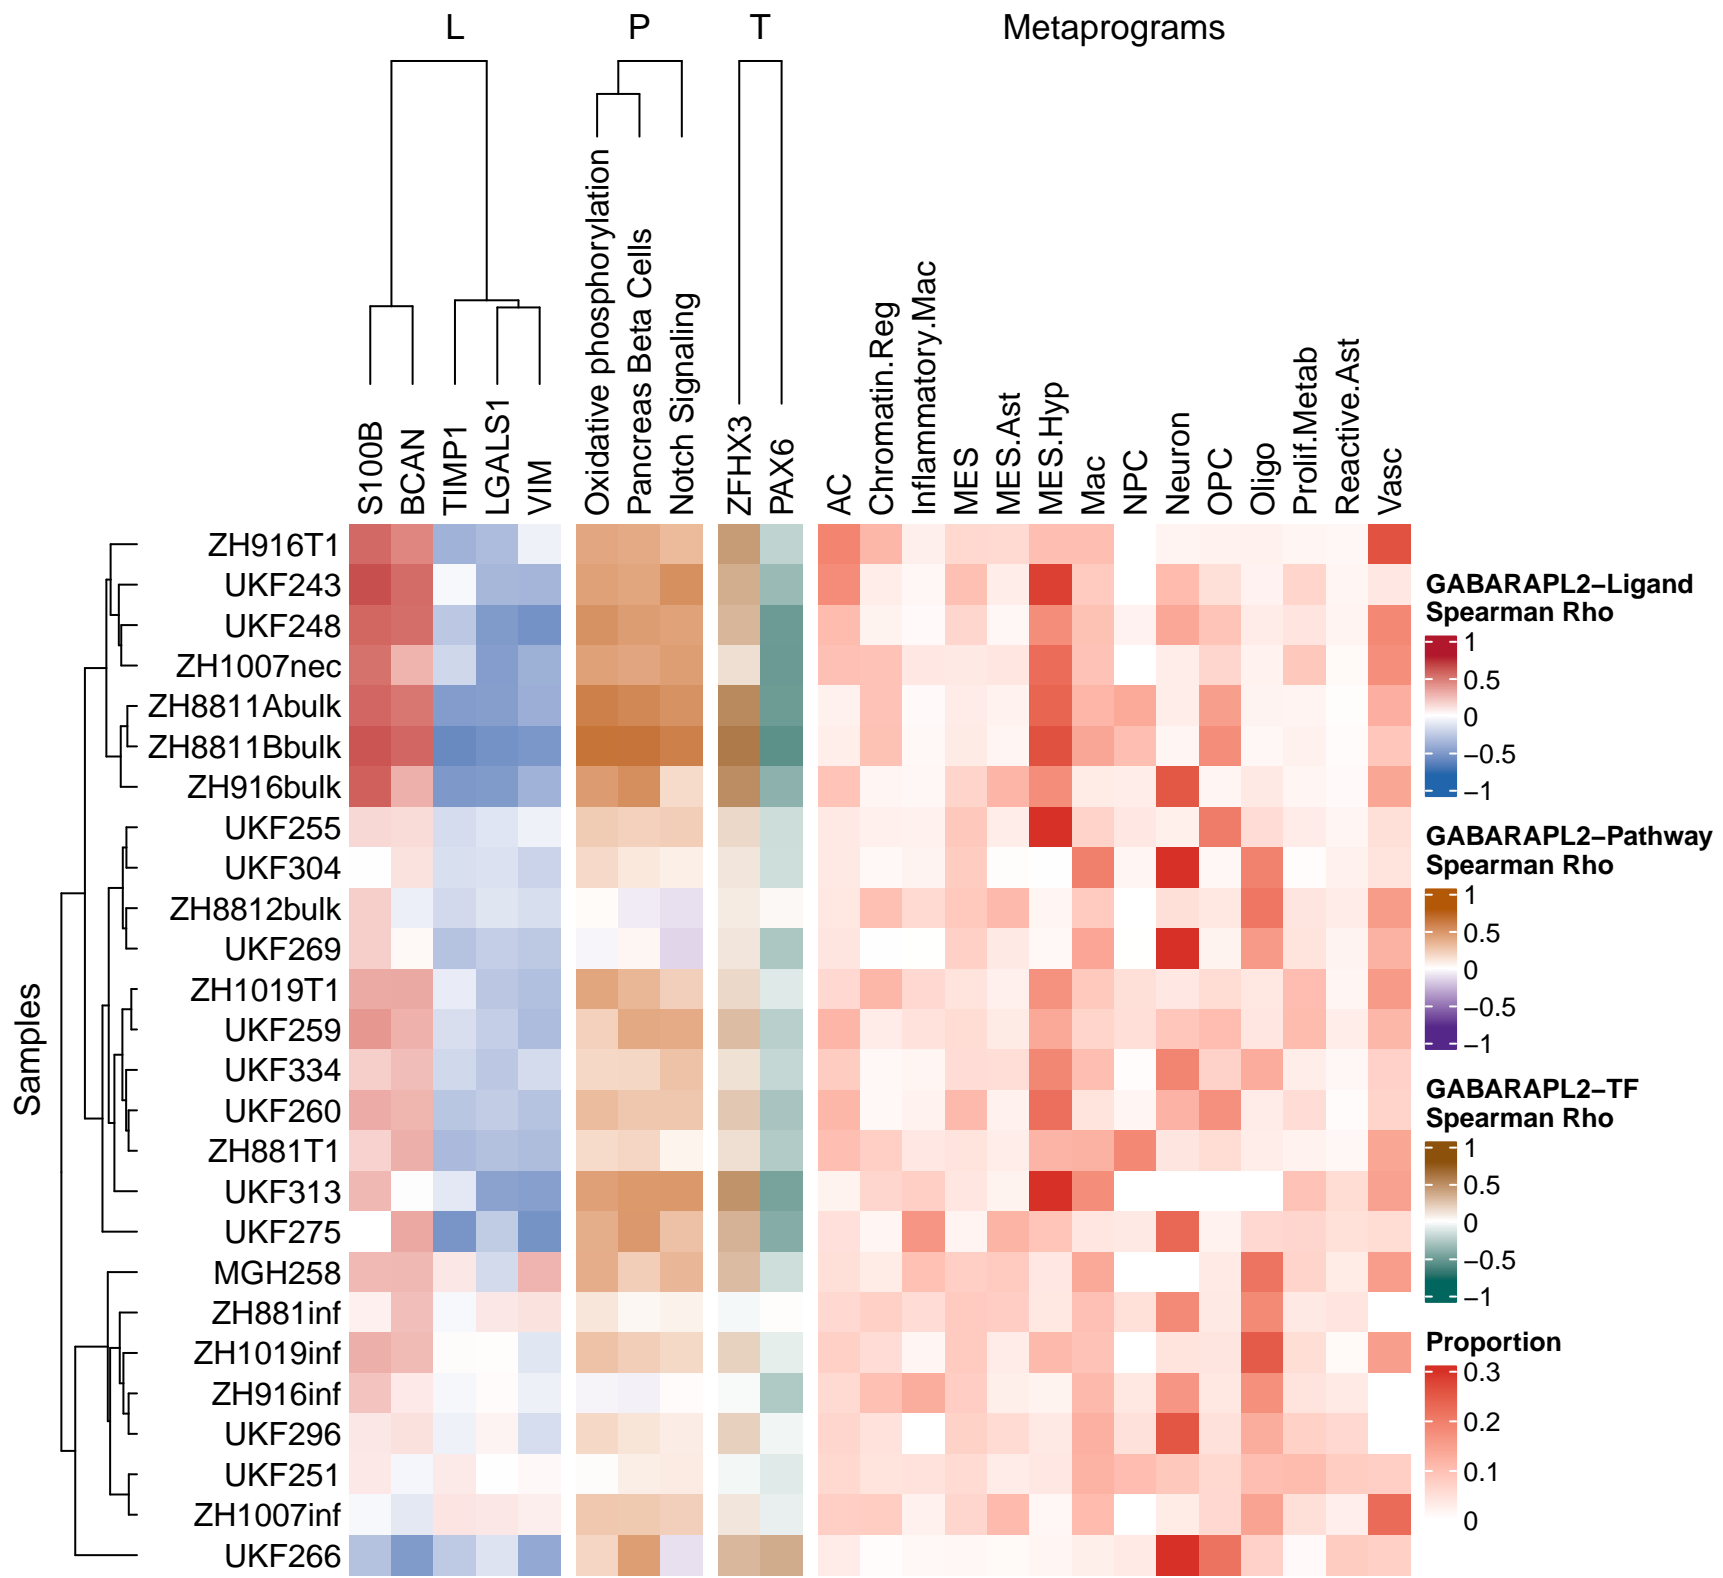 L P T Metaprograms
Oxidative phosphorylation
Pancreas Beta Cells
Notch Signaling
S100B
BCAN
TIMP1
LGALS1
VIM
ZFHX3
PAX6
AC
Chromatin.Reg
Inflammatory.Mac
MES
MES.Ast
MES.Hyp
Mac
NPC
Neuron
OPC
Oligo
Prolif.Metab
Reactive.Ast
Vasc
Samples
ZH916T1
UKF243
UKF248
ZH1007nec
ZH8811Abulk
ZH8811Bbulk
ZH916bulk
UKF255
UKF304
ZH8812bulk
UKF269
ZH1019T1
UKF259
UKF334
UKF260
ZH881T1
UKF313
UKF275
MGH258
ZH881inf
ZH1019inf
ZH916inf
UKF296
UKF251
ZH1007inf
UKF266
GABARAPL2−Ligand
Spearman Rho
1
0.5
0
−0.5
−1
GABARAPL2−Pathway
Spearman Rho
1
0.5
0
−0.5
−1
GABARAPL2−TF
Spearman Rho
1
0.5
0
−0.5
−1
Proportion
0.3
0.2
0.1
0